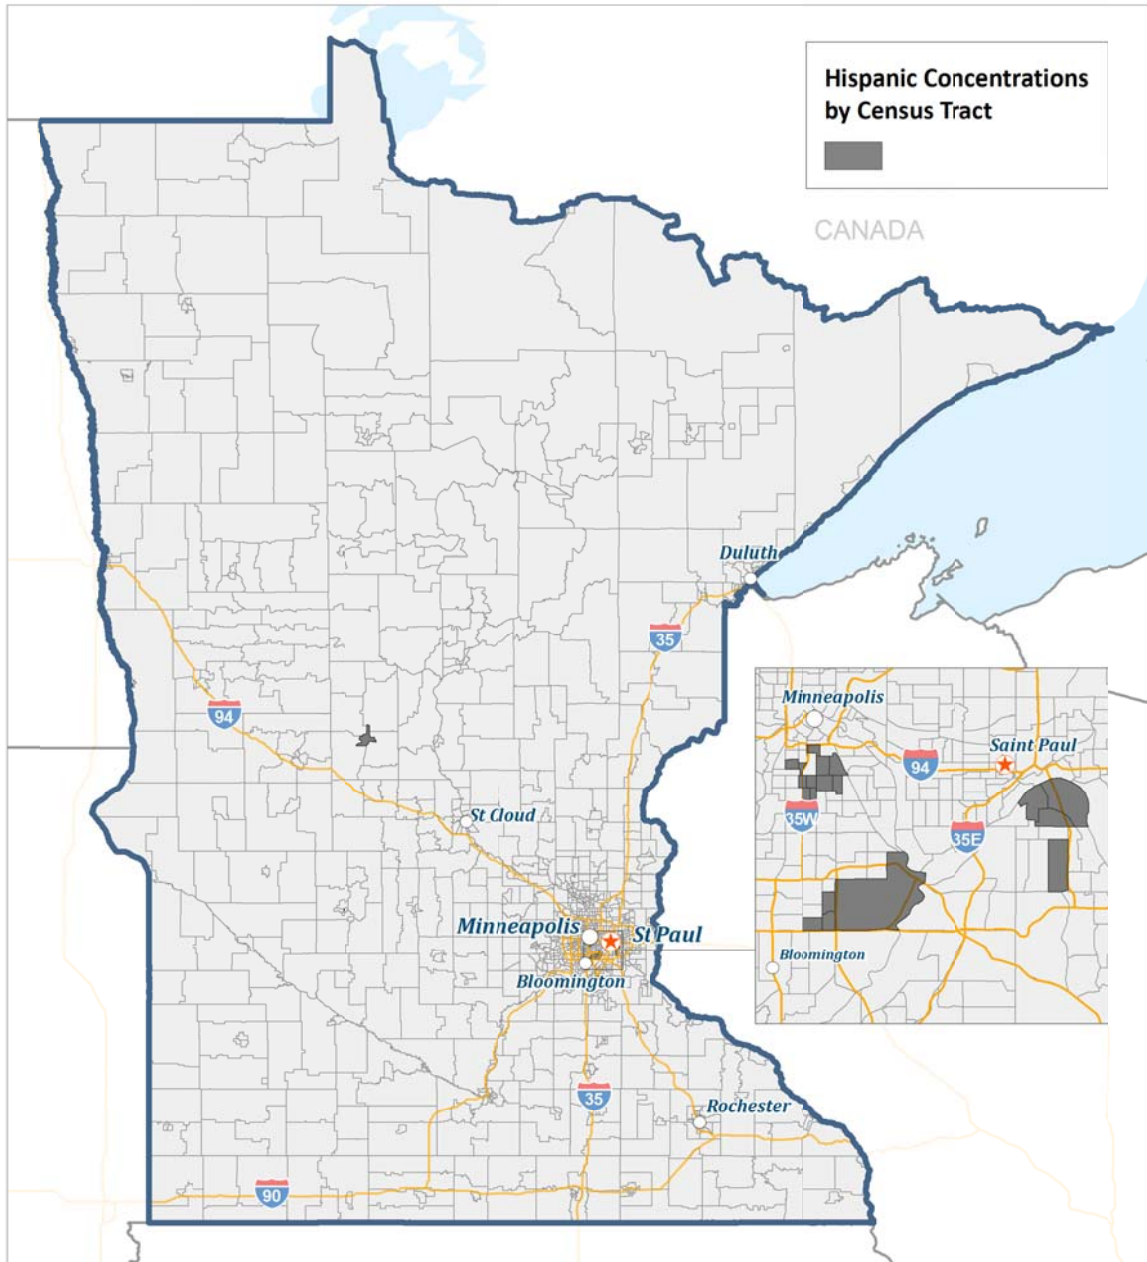 Hispanic Concentrations
by Census Tract
CANADA
Duluth
35
94
Minneapolis
Saint Paul
94
St Cloud
35W
35E
Minneapolis
St Paul
Bloomington
Bloomington
35
Rochester
90